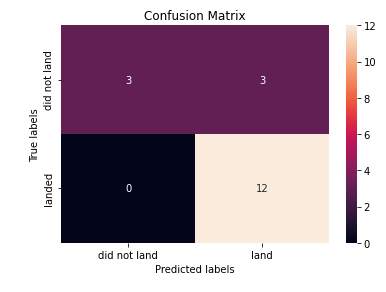 Confusion Matrix
12
10
8
6
4
2
0
did not land
landed
True labels
3 3
0 12
did not land land
Predicted labels